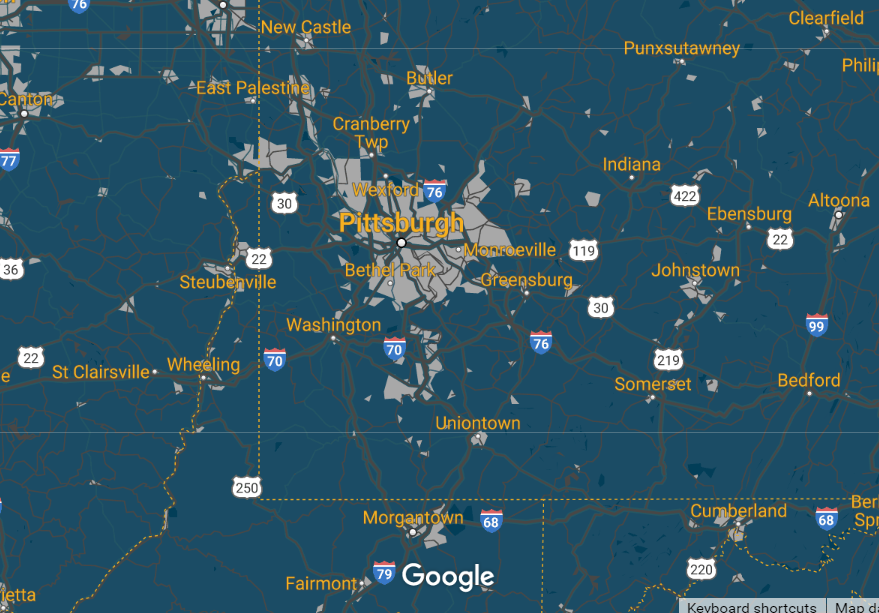 76
New Castle
Clearfield
Punxsutawney
Butler
East Palestine
Canton
Cranberry
Twp
77
Indiana
Wexford
76
30
422
Altoona
Ebensburg
Pittsburgh
22
119
Monroeville
22
36
Bethel Park
Johnstown
Steubenville
Greensburg
30
Washington
99
70
76
70
22
219
St Clairsville
Wheeling
Somerset
Bedford
Uniontown
250
Morgantown
68
Cumberland
68
220
79
Google
Fairmont
Keyboard shortcuts
Map d